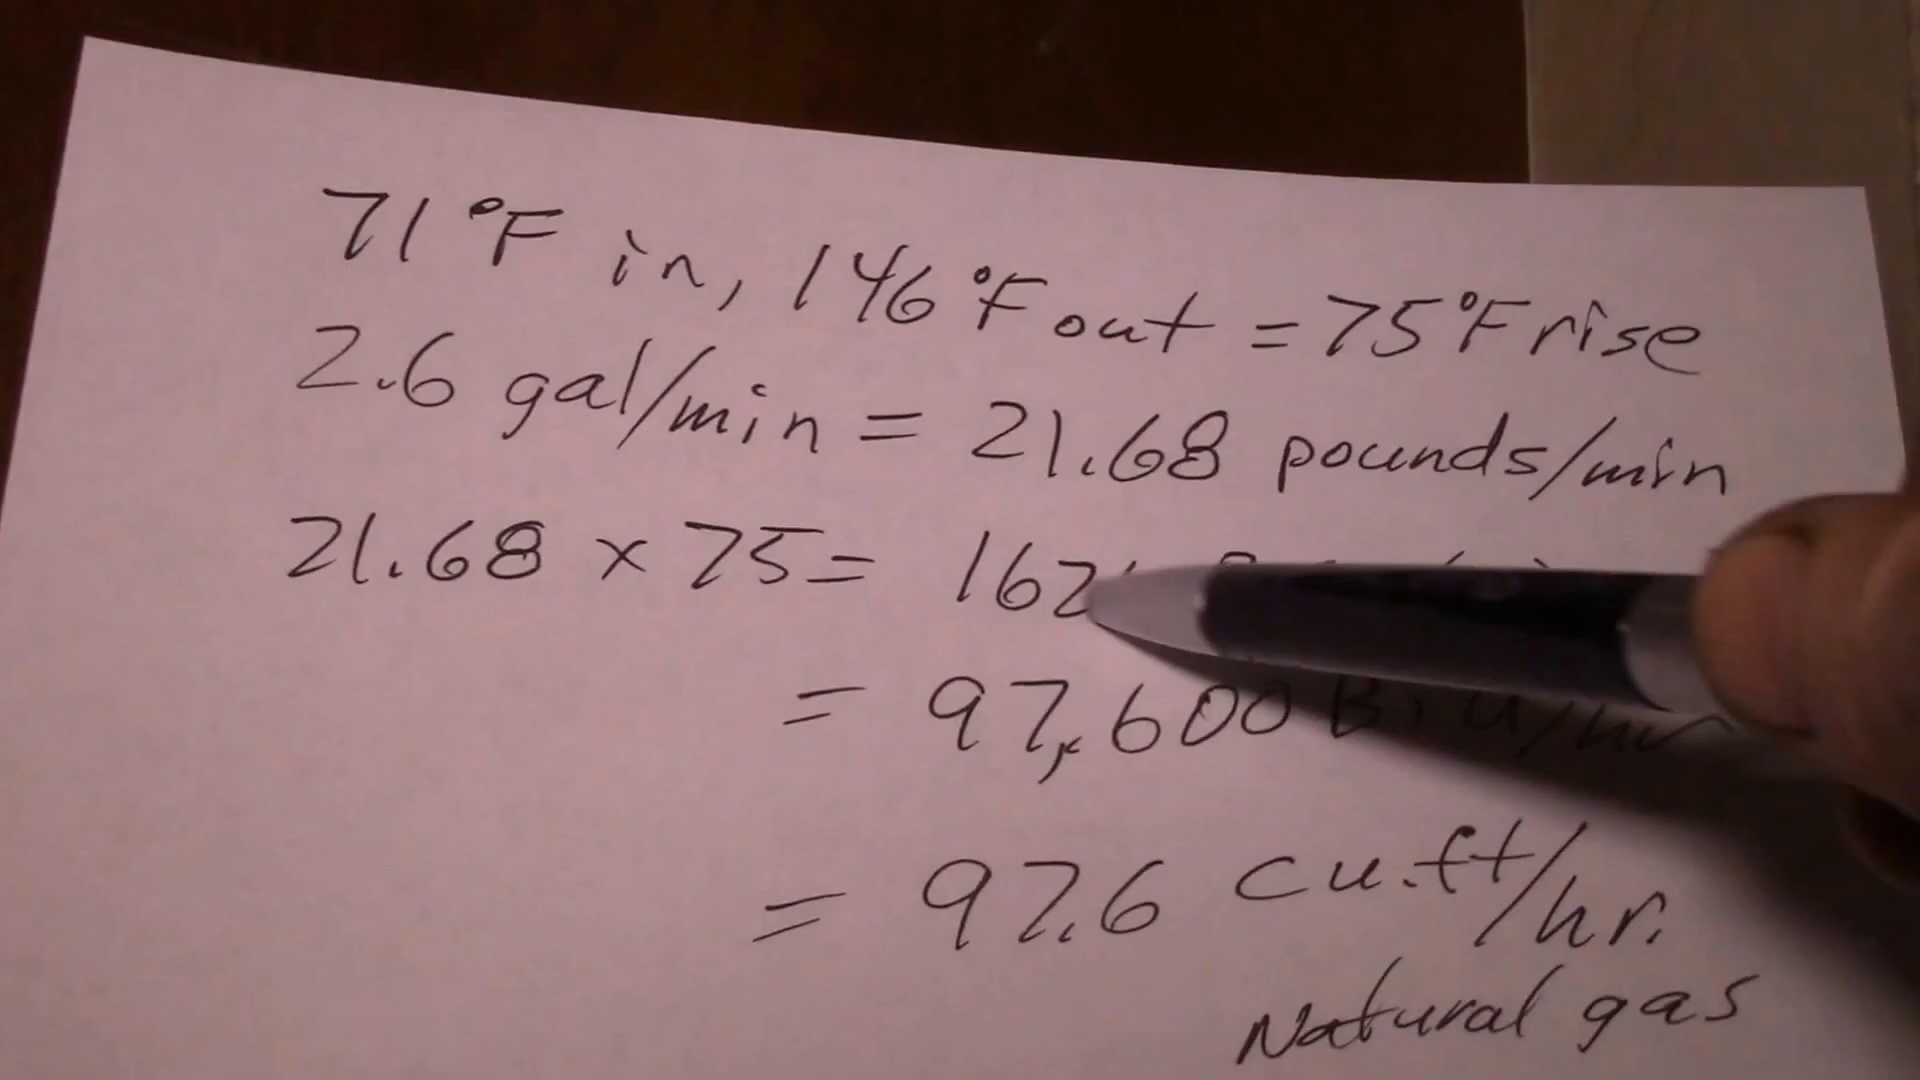 71°F in, 146°F out = 75°F rise
2.6 gal/min = 21.68 pounds/min
21.68 x 75 = 162
= 97,600
= 97.6 cu.ft/hr.
Natural gas